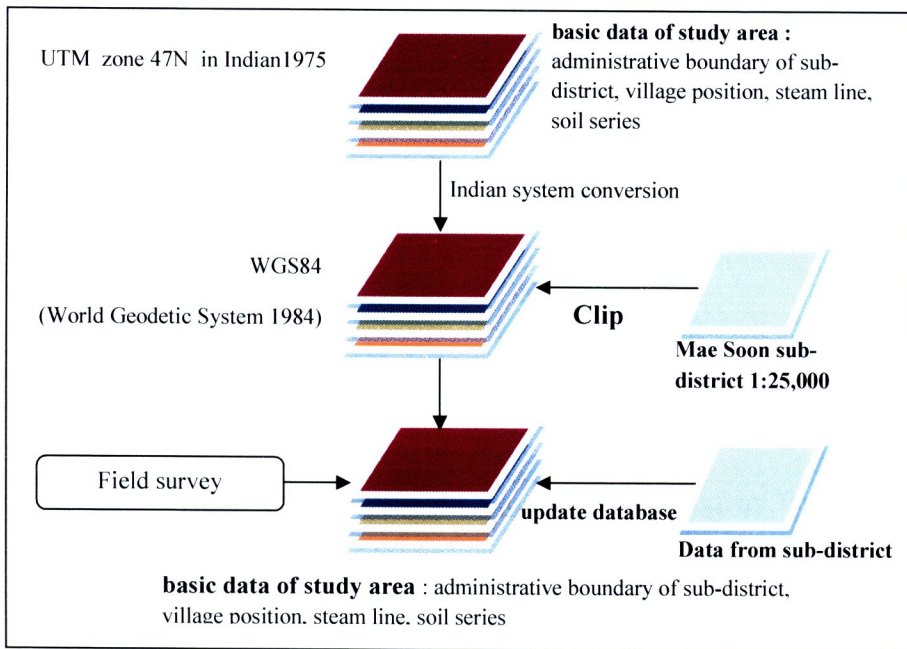 UTM zone 47N in Indian1975
basic data of study area :
administrative boundary of sub-
district, village position, steam line,
soil series
Indian system conversion
WGS84
(World Geodetic System 1984)
Clip
Mae Soon sub-
district 1:25,000
Field survey
update database
Data from sub-district
basic data of study area : administrative boundary of sub-district,
village position, steam line, soil series